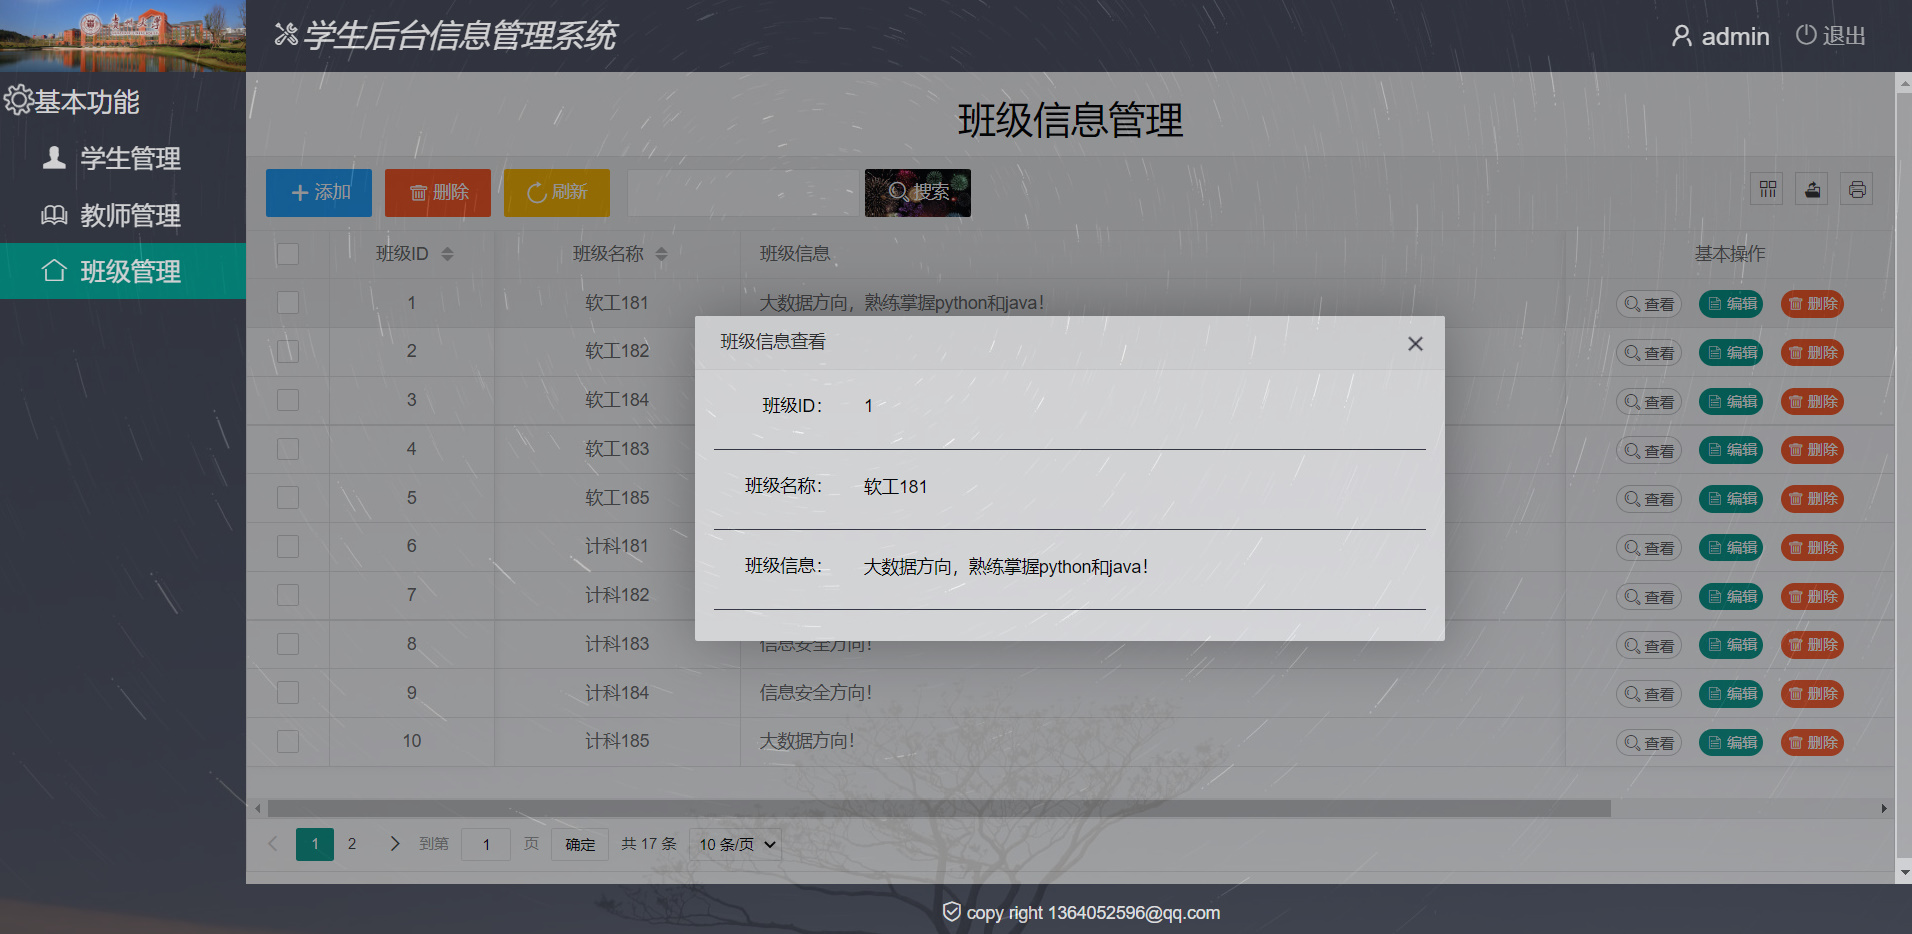 学生后台信息管理系统
admin
退出
基本功能
学生管理
教师管理
班级管理
班级信息管理
添加 删除 刷新 搜索
班级ID 班级名称 班级信息 基本操作
1 软工181 大数据方向，熟练掌握python和java！ 查看 编辑 删除
2 软工182 查看 编辑 删除
3 软工184 查看 编辑 删除
4 软工183 查看 编辑 删除
5 软工185 查看 编辑 删除
6 计科181 查看 编辑 删除
7 计科182 查看 编辑 删除
8 计科183 信息安全方向！ 查看 编辑 删除
9 计科184 信息安全方向！ 查看 编辑 删除
10 计科185 大数据方向！ 查看 编辑 删除
班级信息查看
班级ID： 1
班级名称： 软工181
班级信息： 大数据方向，熟练掌握python和java！
1 2 到第 1 页 确定 共 17 条 10 条/页
copy right 1364052596@qq.com